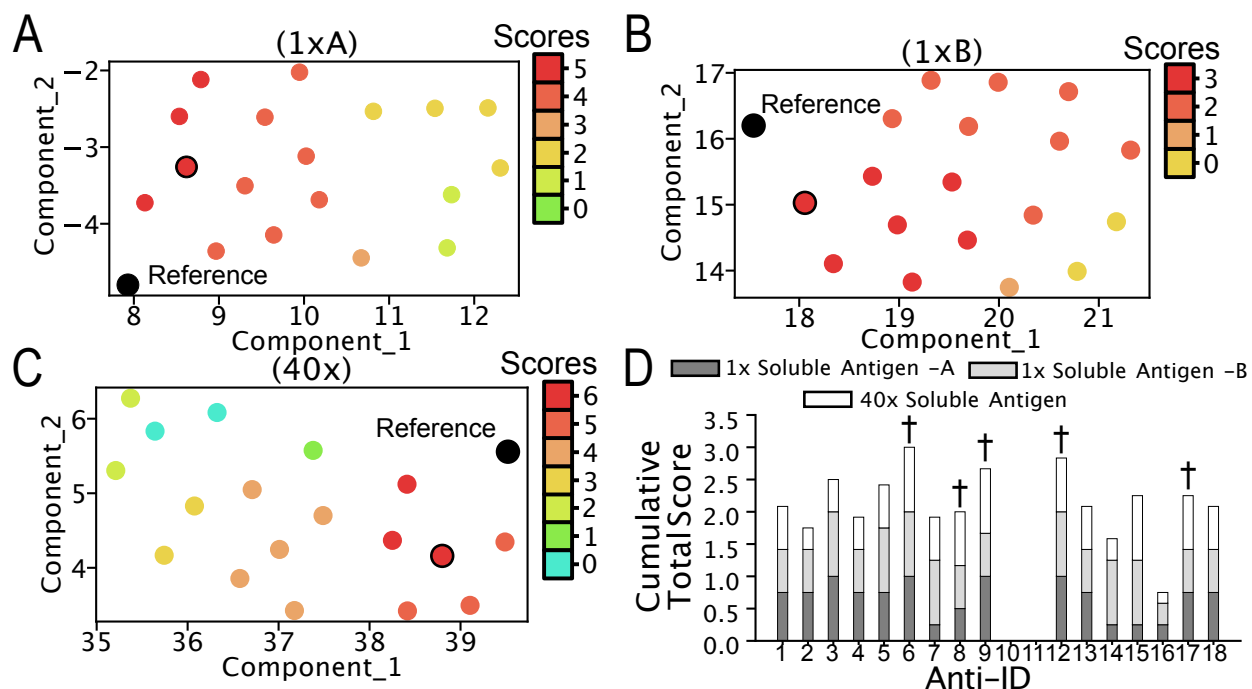 A
(1xA)
Scores
−2
−3
−4
Component_2
Reference
8
9
10
11
12
Component_1
5
4
3
2
1
0
B
(1xB)
Scores
17
16
15
14
Component_2
Reference
18
19
20
21
Component_1
3
2
1
0
C
(40x)
Scores
6
5
4
Component_2
Reference
35
36
37
38
39
Component_1
6
5
4
3
2
1
0
D
1x Soluble Antigen -A
1x Soluble Antigen -B
40x Soluble Antigen
Cumulative
Total Score
3.5
3.0
2.5
2.0
1.5
1.0
0.5
0.0
† † † † †
1 2 3 4 5 6 7 8 9 10 11 12 13 14 15 16 17 18
Anti-ID